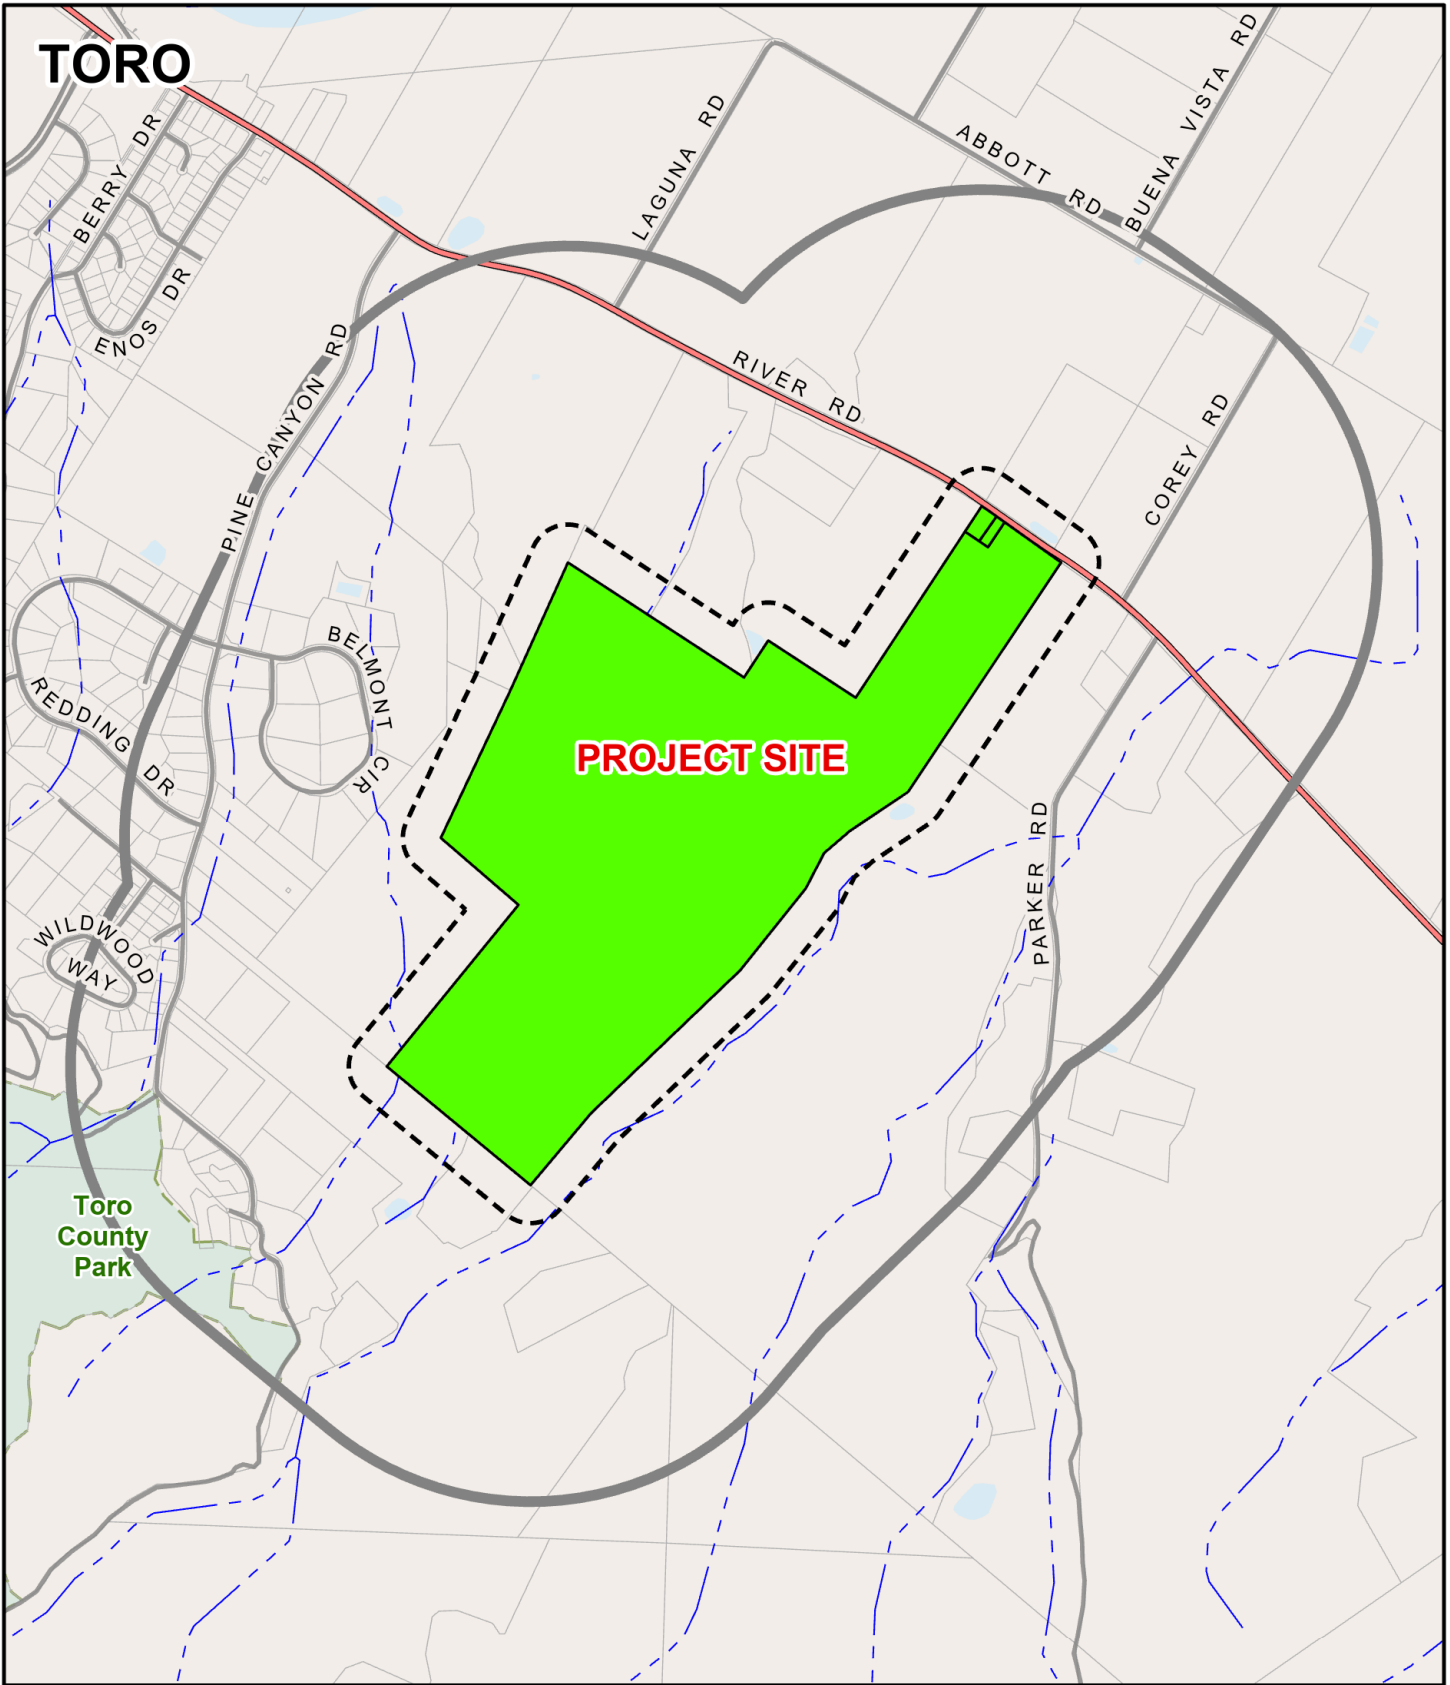 TORO
BERRY DR
ENOS DR
LAGUNA RD
ABBOTT RD
BUENA VISTA RD
PINE CANYON RD
RIVER RD
COREY RD
BELMONT CIR
REDDING DR
PROJECT SITE
PARKER RD
WILDWOOD
WAY
Toro
County
Park